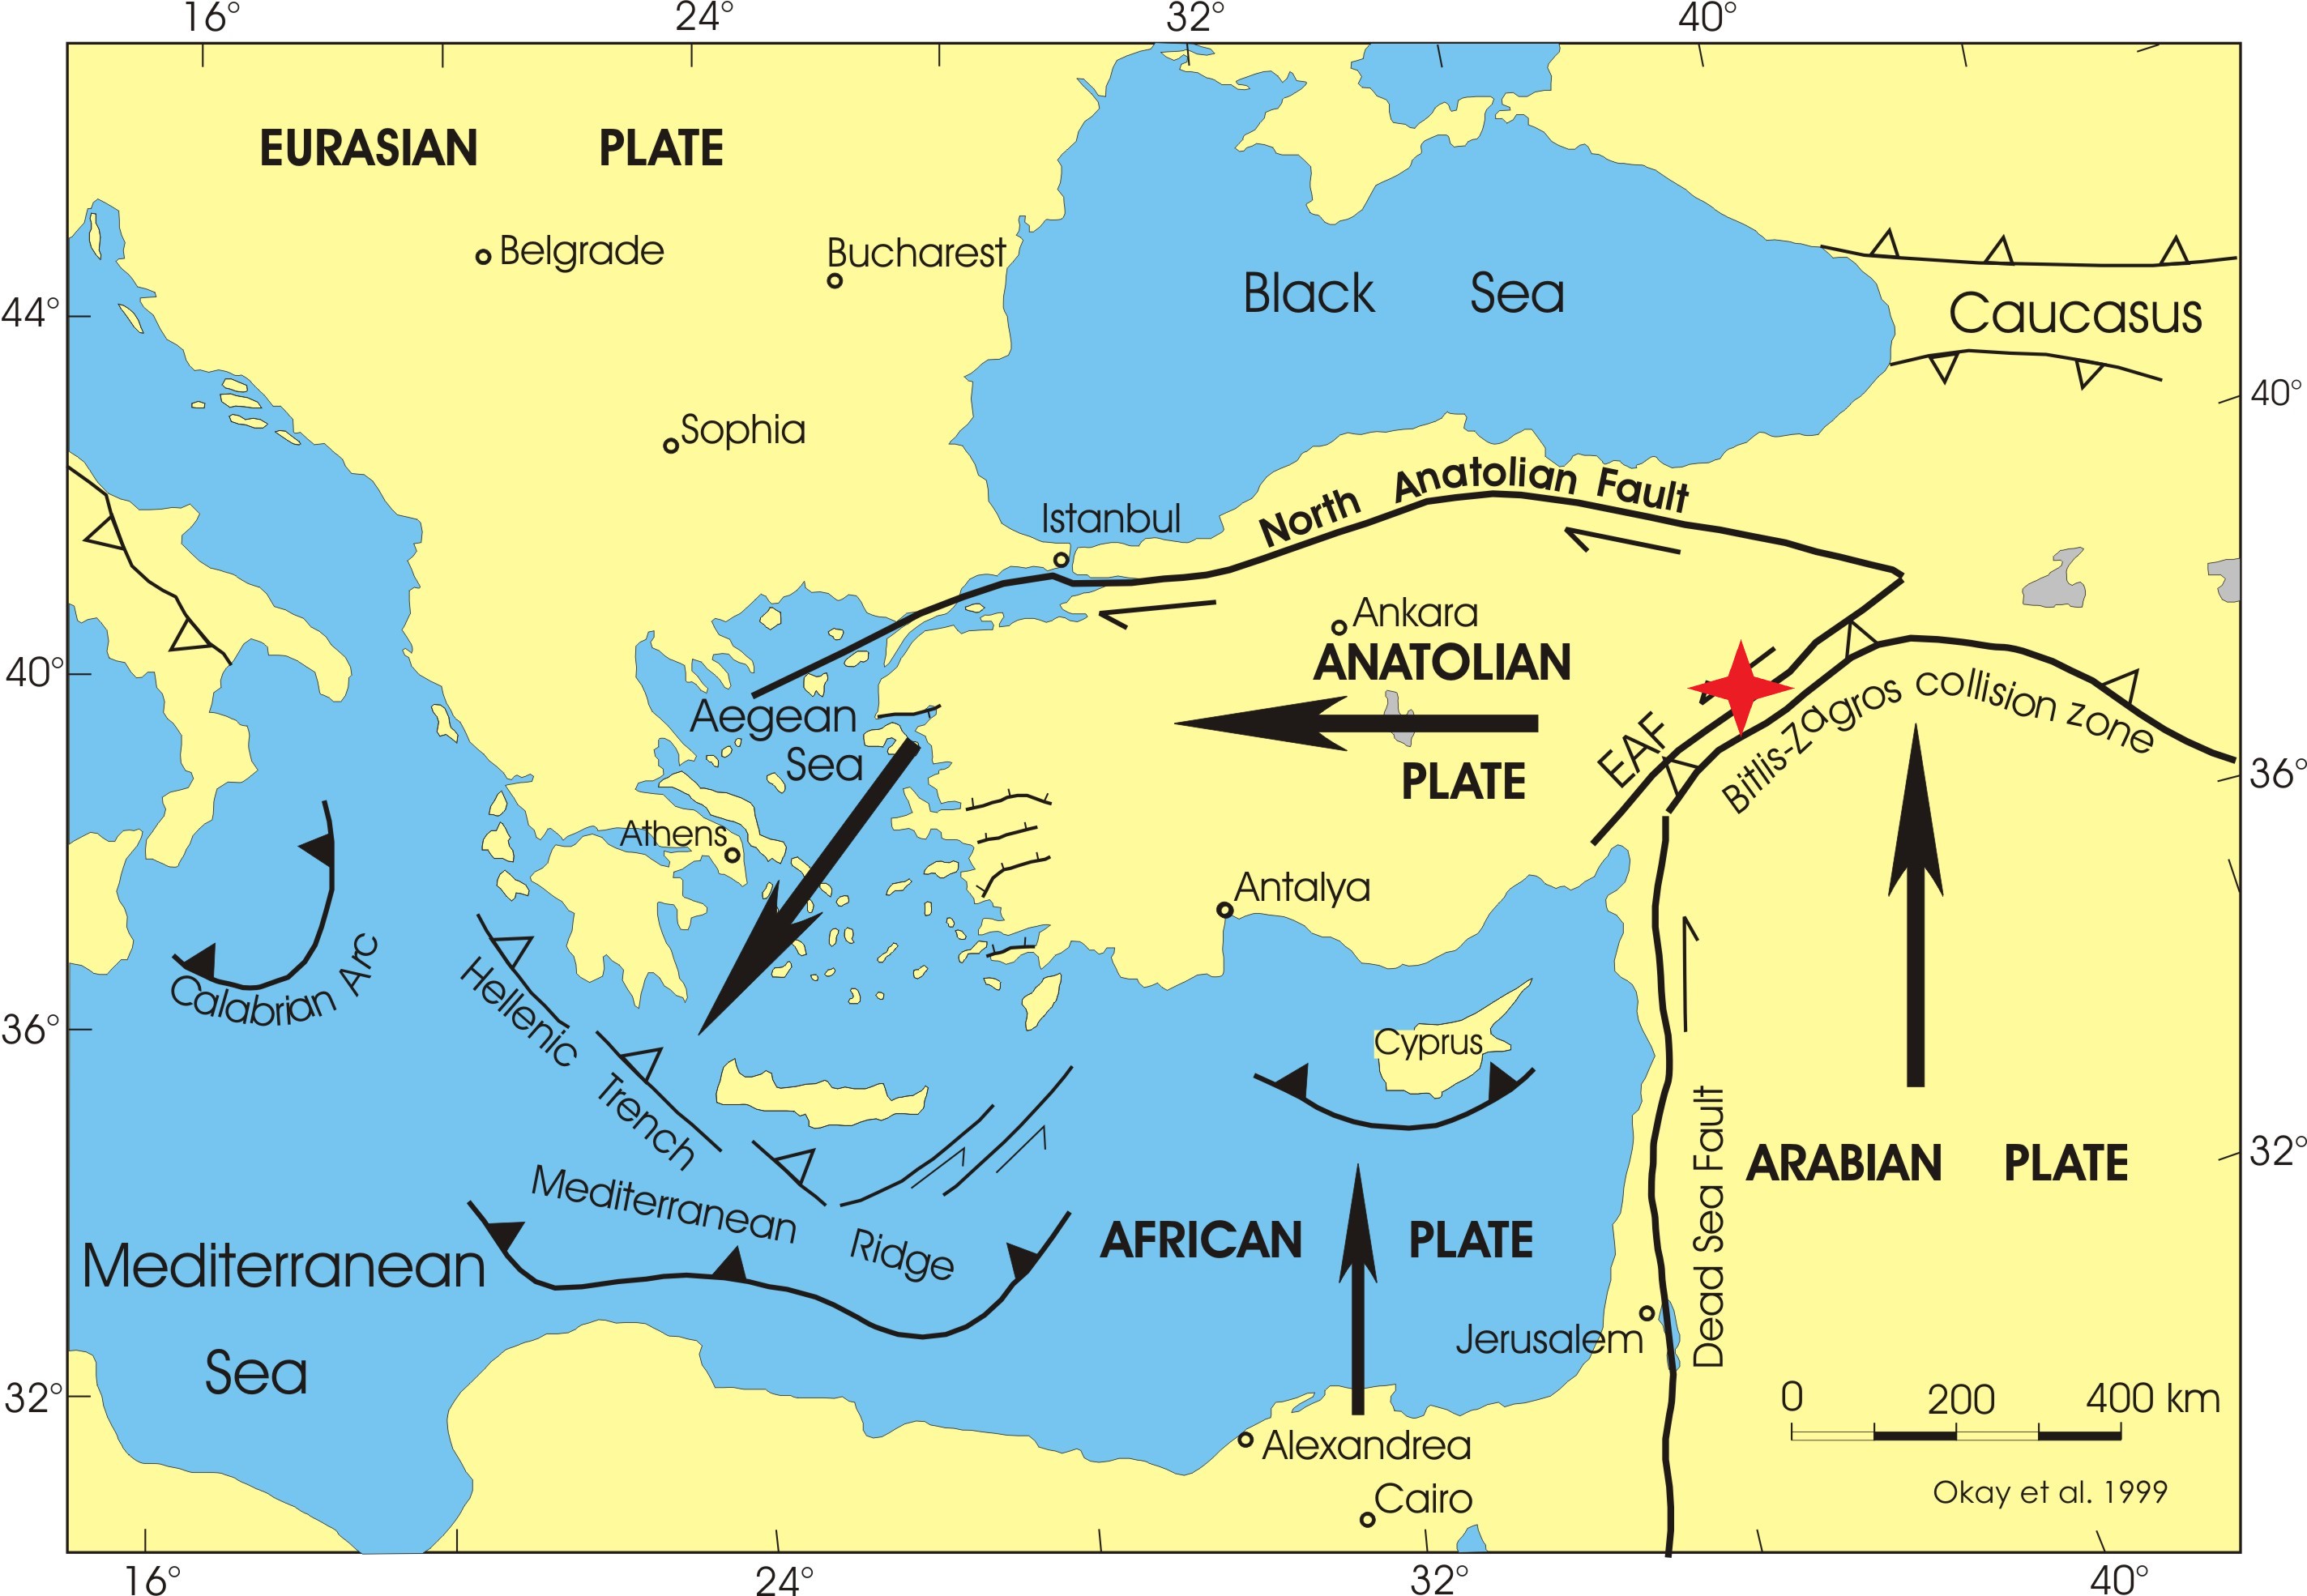 16° 24° 32° 40°
EURASIAN PLATE
Belgrade
Bucharest
Black Sea
44°
Caucasus
40°
Sophia
North Anatolian Fault
Istanbul
Ankara
ANATOLIAN
PLATE
40°
Aegean
Sea
EAF
Bitlis-Zagros collision zone
36°
Athens
Antalya
Calabrian Arc
Hellenic Trench
36°
Cyprus
Mediterranean Ridge
Dead Sea Fault
ARABIAN PLATE
32°
AFRICAN PLATE
Mediterranean
Sea
Jerusalem
32°
0 200 400 km
Alexandrea
Cairo
Okay et al. 1999
16° 24° 32° 40°